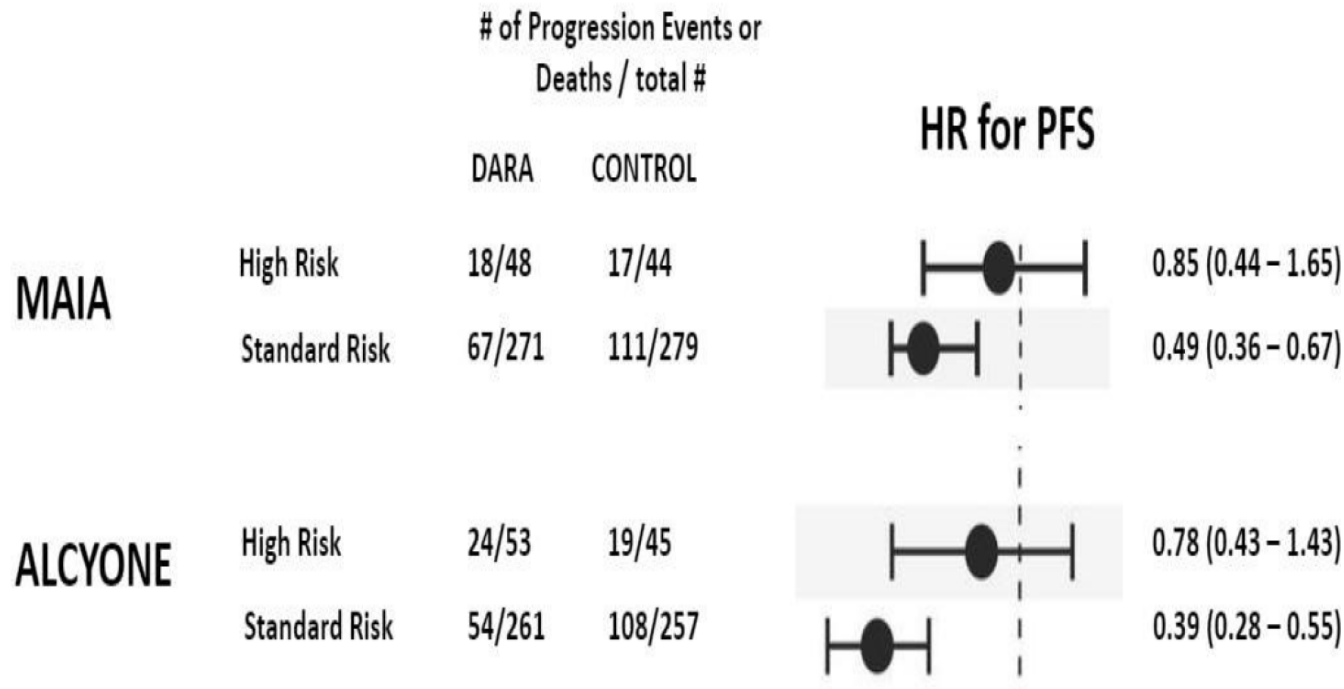 # of Progression Events or
Deaths / total #
HR for PFS
DARA CONTROL
MAIA
High Risk 18/48 17/44 0.85 (0.44 – 1.65)
Standard Risk 67/271 111/279 0.49 (0.36 – 0.67)
ALCYONE
High Risk 24/53 19/45 0.78 (0.43 – 1.43)
Standard Risk 54/261 108/257 0.39 (0.28 – 0.55)